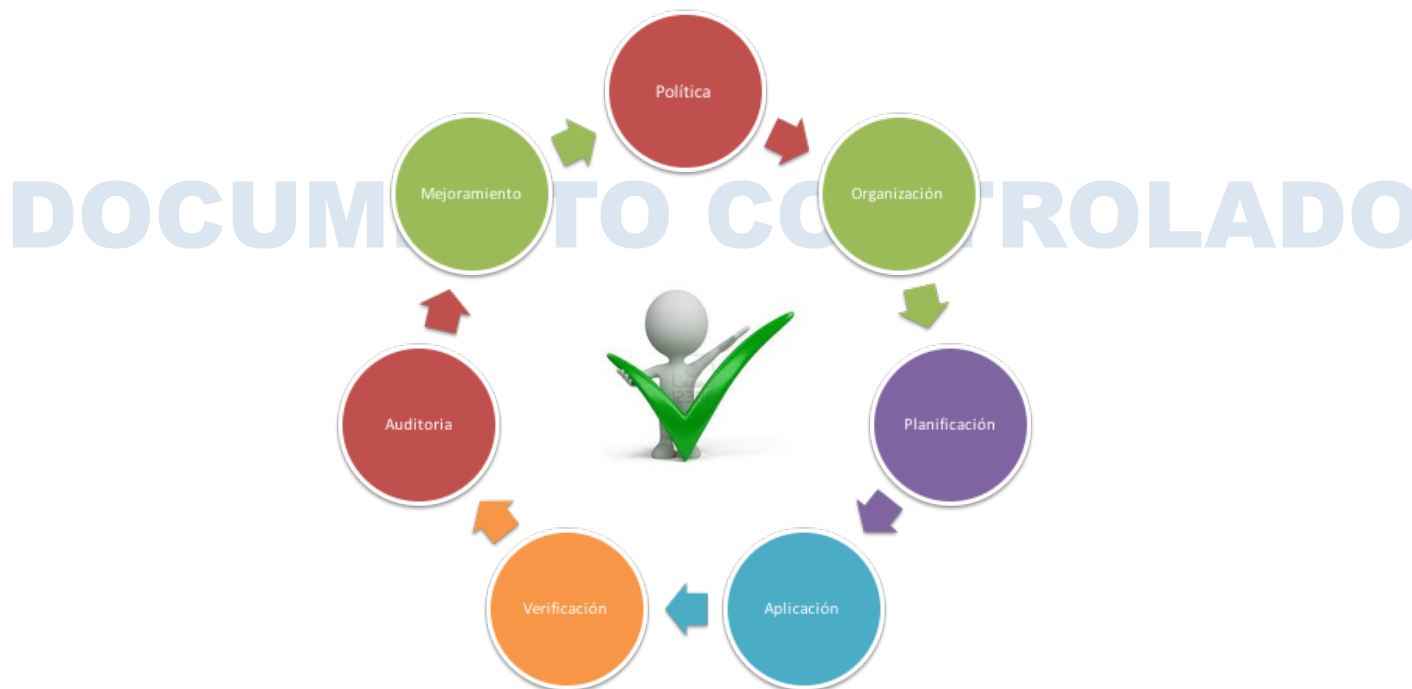 Política
Organización
Planificación
Aplicación
Verificación
Auditoria
Mejoramiento